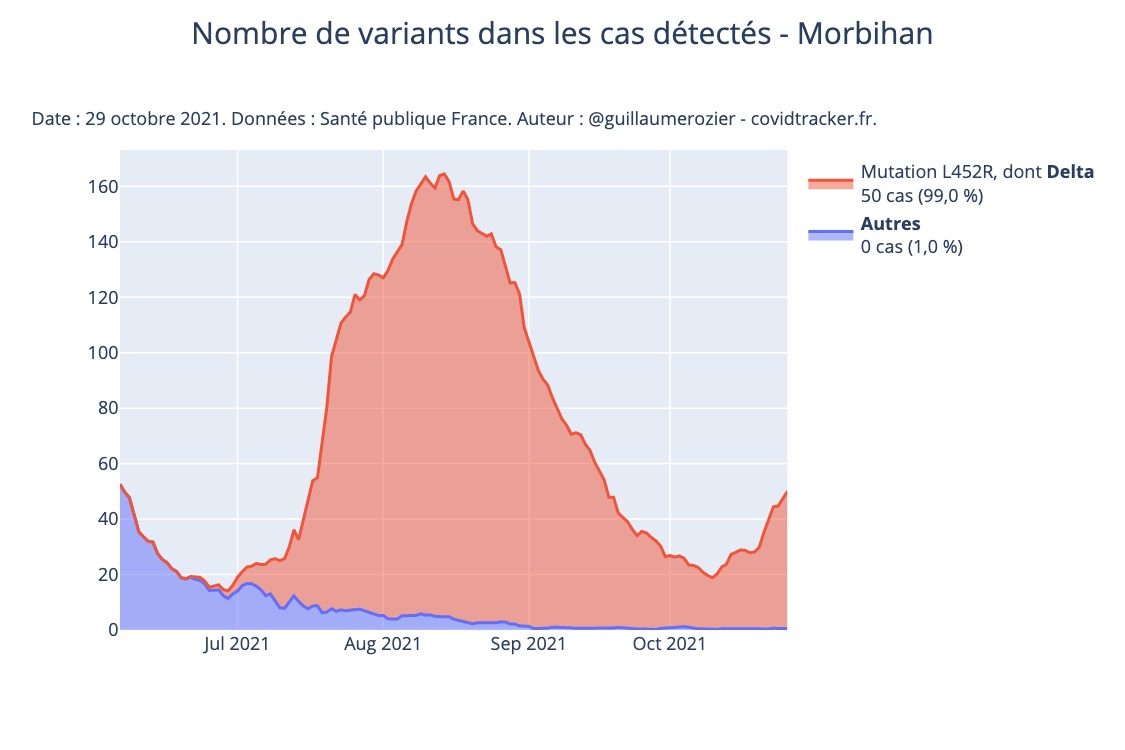 Nombre de variants dans les cas détectés - Morbihan
Date : 29 octobre 2021. Données : Santé publique France. Auteur : @guillaumerozier - covidtracker.fr.
Mutation L452R, dont Delta
50 cas (99,0 %)
Autres
0 cas (1,0 %)
160
140
120
100
80
60
40
20
0
Jul 2021 Aug 2021 Sep 2021 Oct 2021